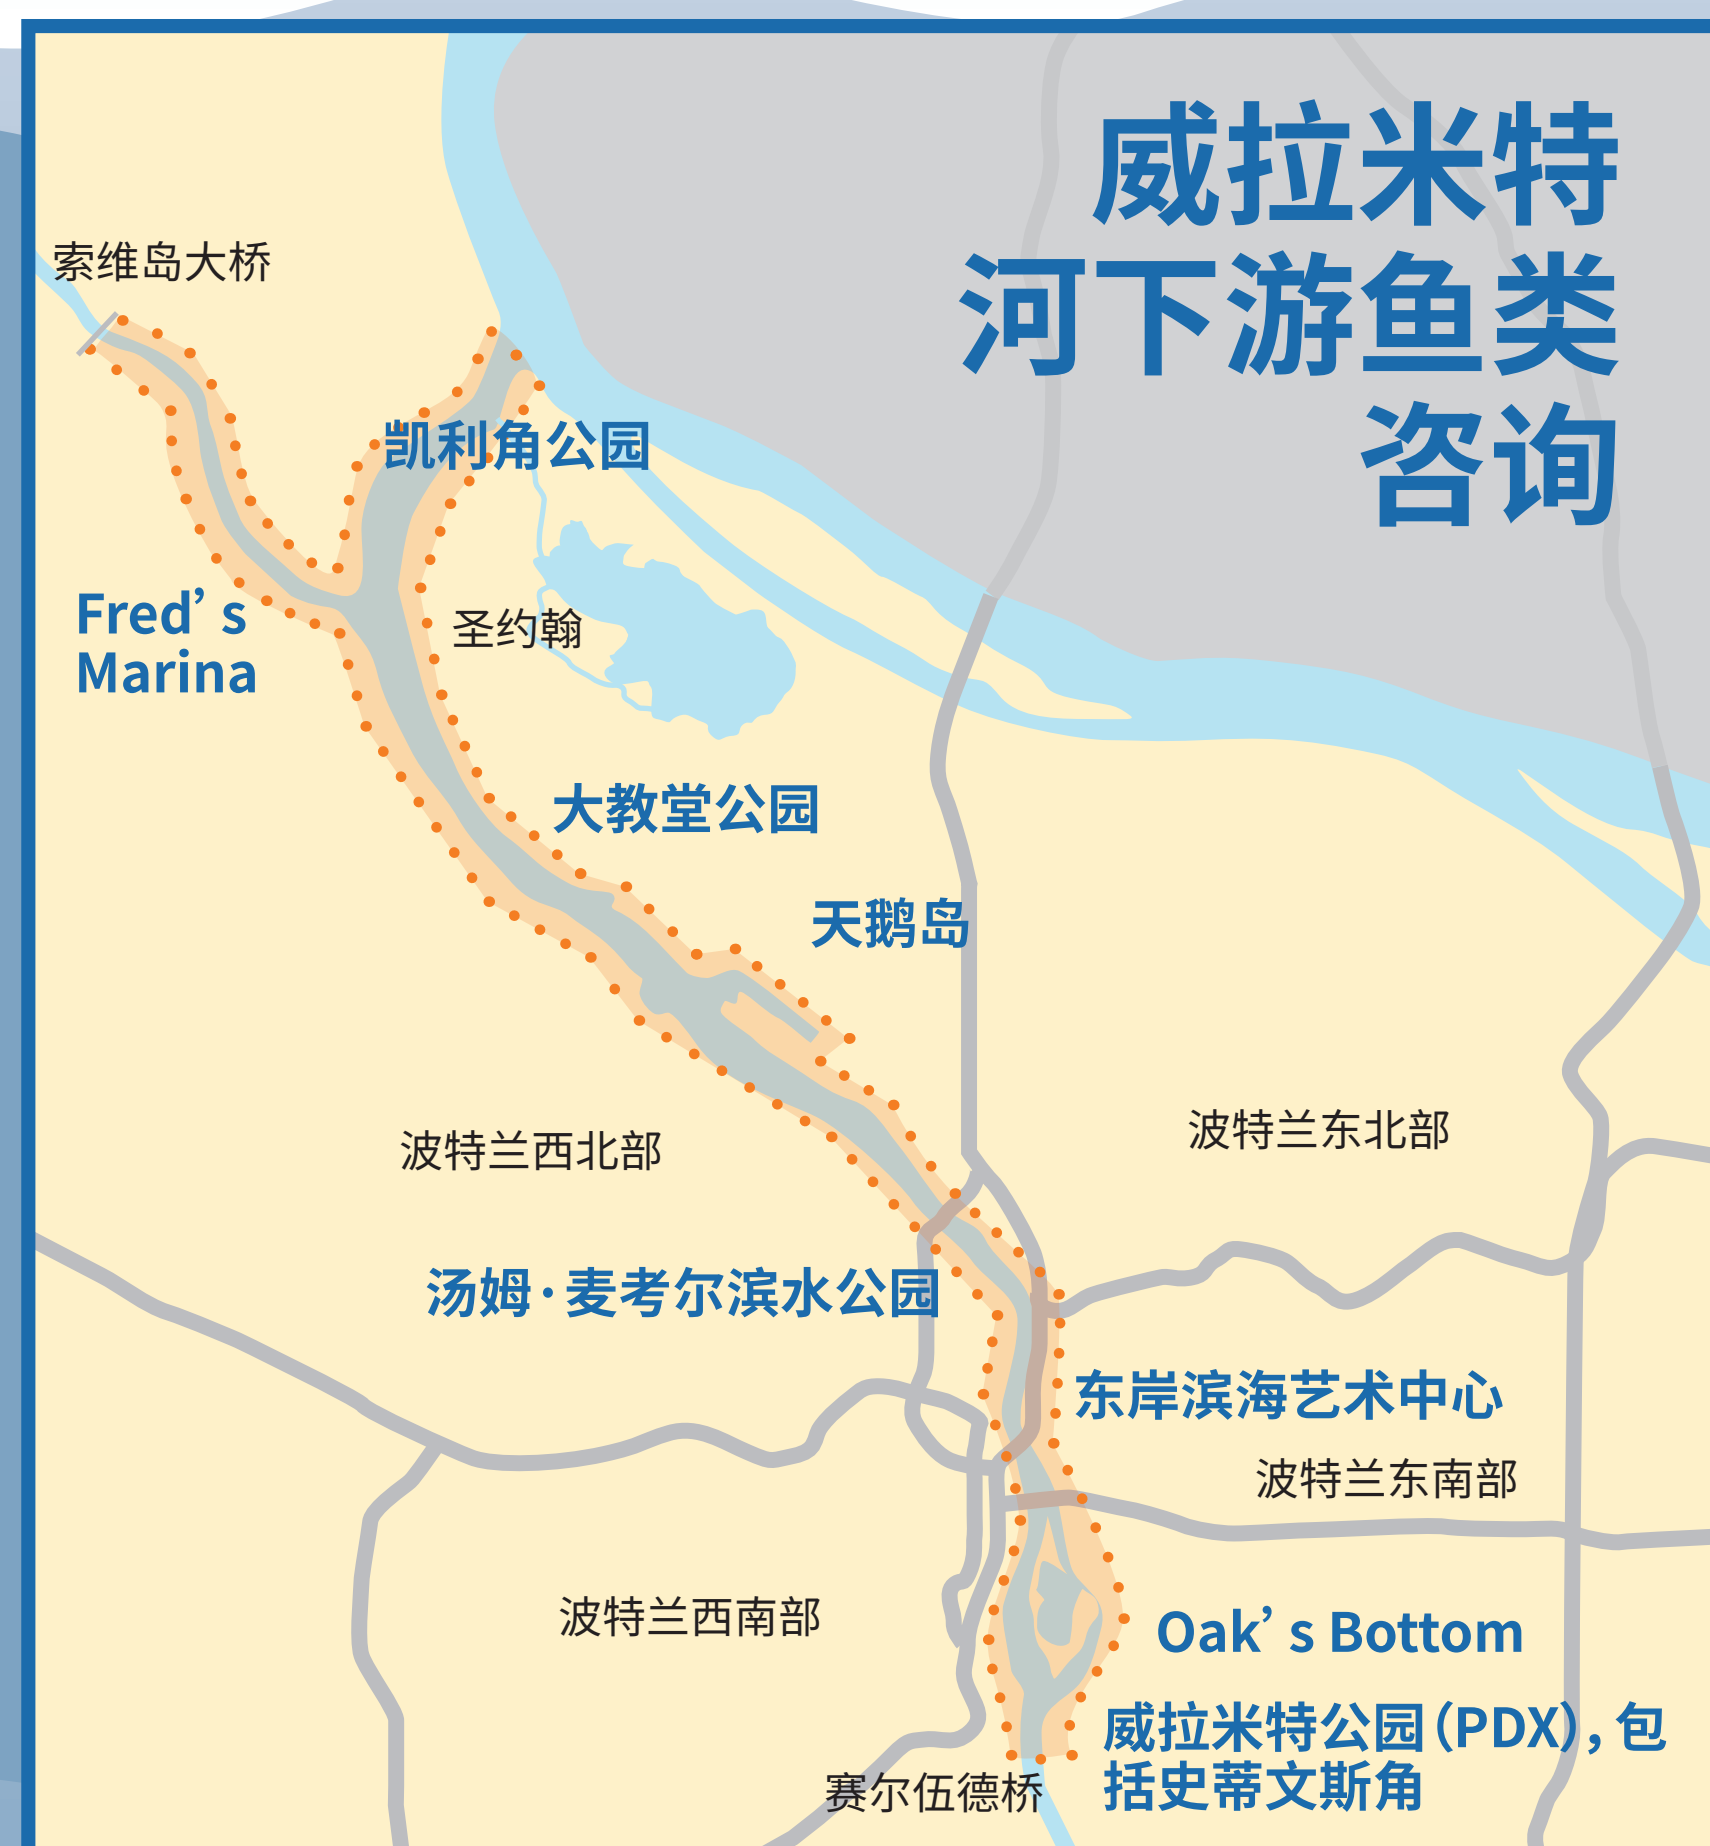 威拉米特
河下游鱼类
咨询
索维岛大桥
凯利角公园
Fred’s
Marina
圣约翰
大教堂公园
天鹅岛
波特兰西北部
波特兰东北部
汤姆·麦考尔滨水公园
东岸滨海艺术中心
波特兰东南部
波特兰西南部
Oak’s Bottom
威拉米特公园（PDX），包
括史蒂文斯角
赛尔伍德桥